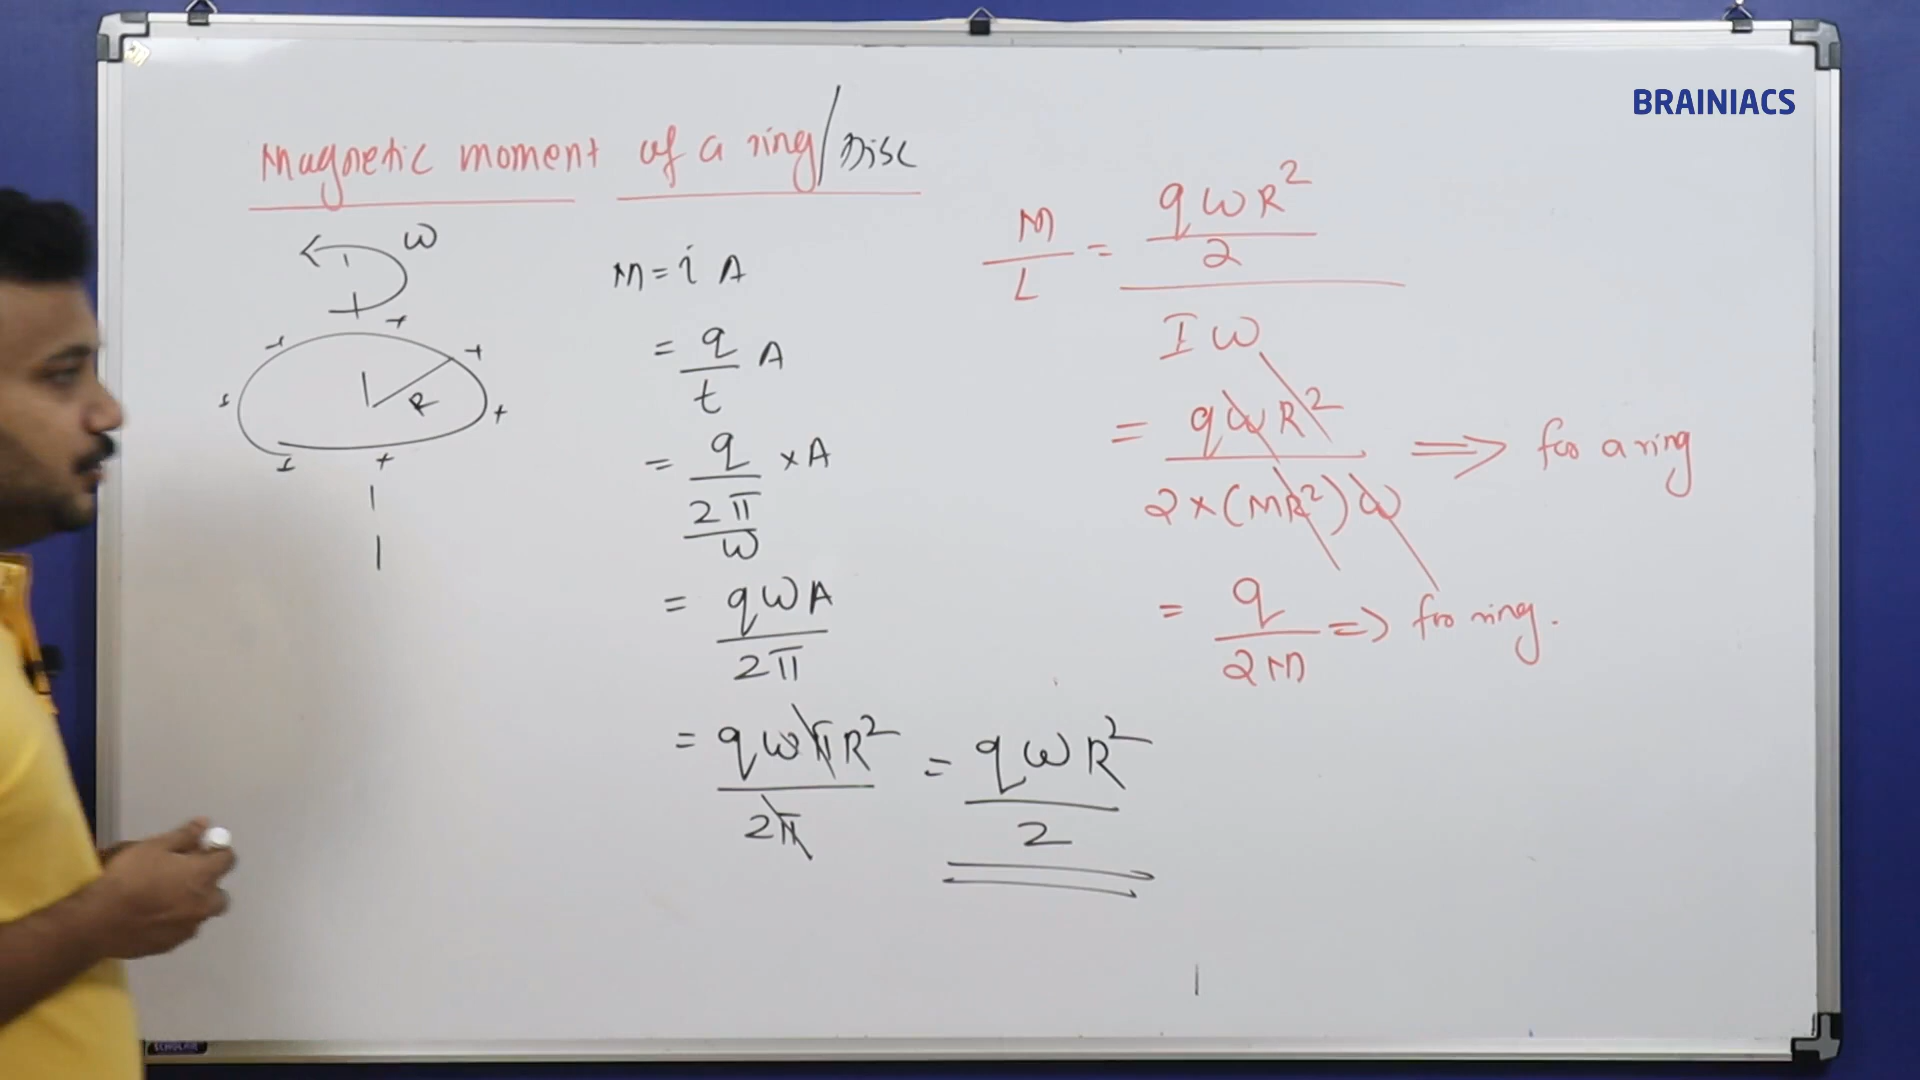 BRAINIACS
Magnetic moment of a ring/Disc
ω
+ + +
+ R +
+ +
M = i A
= q/t A
= q/(2π/ω) × A
= qωA/2π
= qωπR²/2π = qωR²/2
M/L = (qωR²/2)/(Iω)
= qωR²/(2×(MR²)ω) ⟹ for a ring
= q/2M => for ring.
SCHOLAR